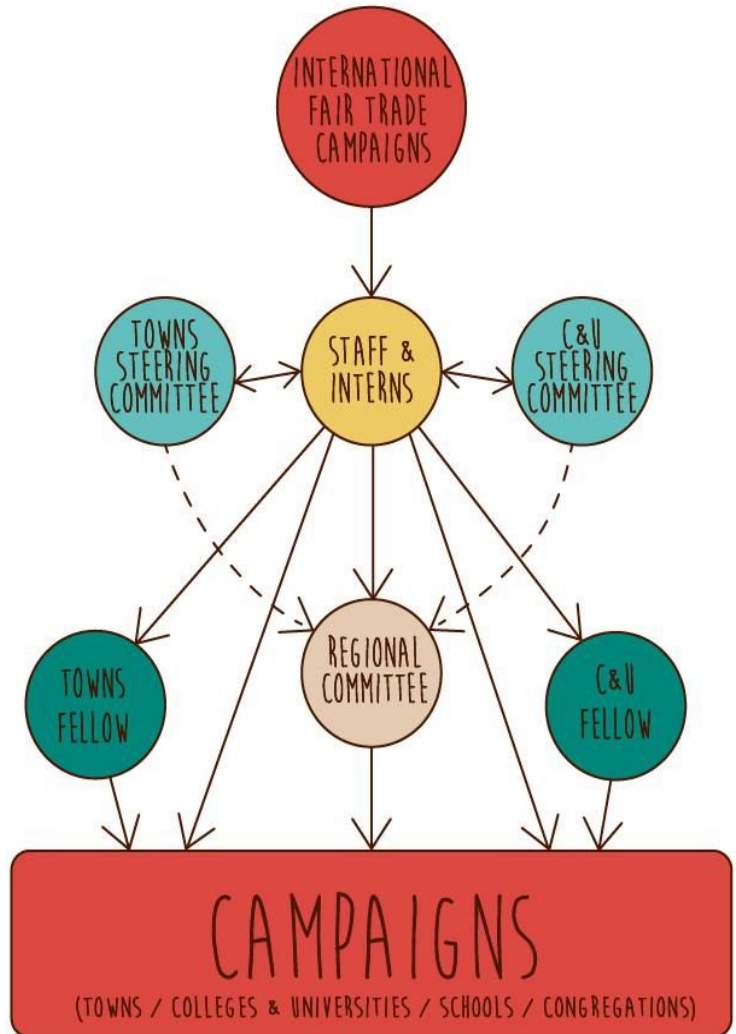 INTERNATIONAL
FAIR TRADE
CAMPAIGNS
TOWNS
STEERING
COMMITTEE
STAFF &
INTERNS
C&U
STEERING
COMMITTEE
TOWNS
FELLOW
REGIONAL
COMMITTEE
C&U
FELLOW
CAMPAIGNS
(TOWNS / COLLEGES & UNIVERSITIES / SCHOOLS / CONGREGATIONS)